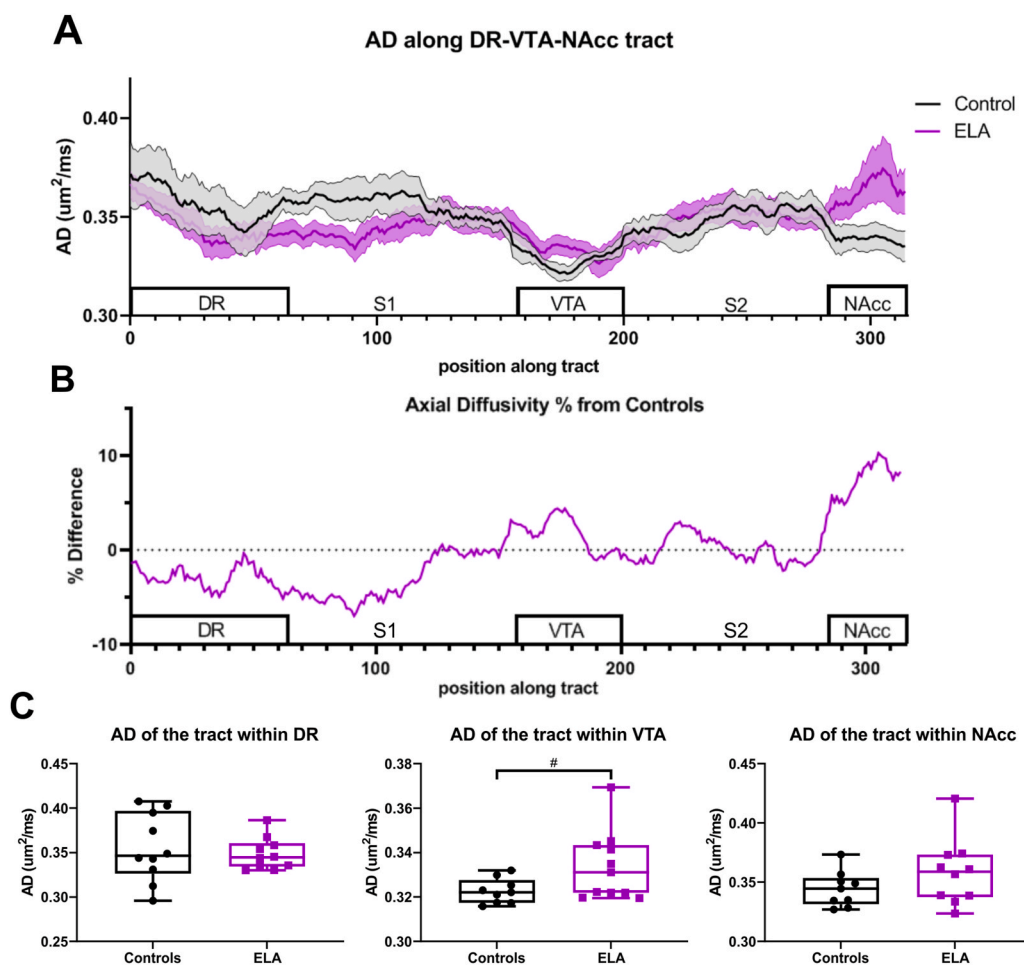 A
AD along DR-VTA-NAcc tract
Control
ELA
AD (um²/ms)
0.40
0.35
0.30
DR S1 VTA S2 NAcc
0 100 200 300
position along tract
B
Axial Diffusivity % from Controls
% Difference
10
0
-10
DR S1 VTA S2 NAcc
0 100 200 300
position along tract
C
AD of the tract within DR
AD (um²/ms)
0.45
0.40
0.35
0.30
0.25
Controls ELA
AD of the tract within VTA
#
AD (um²/ms)
0.38
0.36
0.34
0.32
0.30
Controls ELA
AD of the tract within NAcc
AD (um²/ms)
0.45
0.40
0.35
0.30
Controls ELA